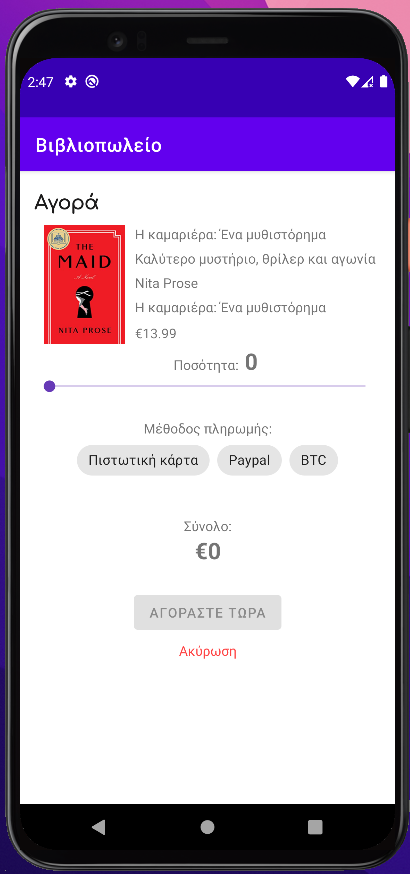 2:47
Βιβλιοπωλείο
Αγορά
THE
MAID
A Novel
NITA PROSE
Η καμαριέρα: Ένα μυθιστόρημα
Καλύτερο μυστήριο, θρίλερ και αγωνία
Nita Prose
Η καμαριέρα: Ένα μυθιστόρημα
€13.99
Ποσότητα: 0
Μέθοδος πληρωμής:
Πιστωτική κάρτα Paypal BTC
Σύνολο:
€0
ΑΓΟΡΑΣΤΕ ΤΩΡΑ
Ακύρωση